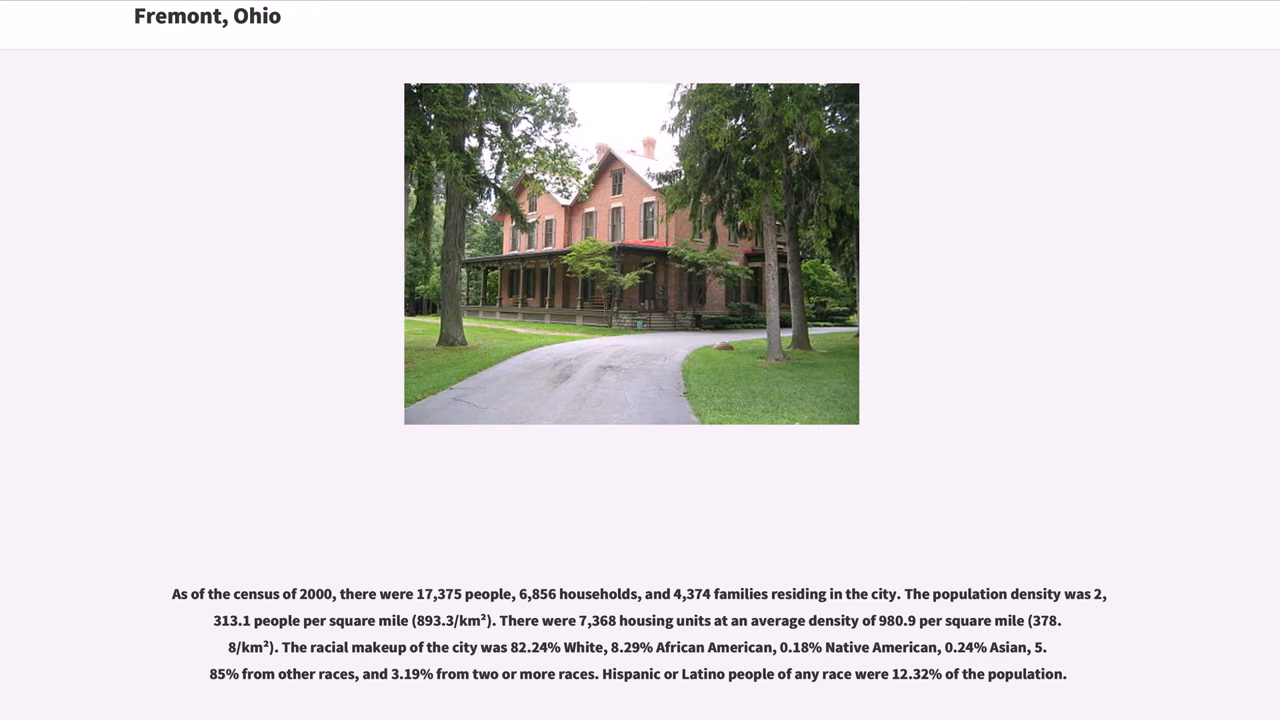 Fremont, Ohio
As of the census of 2000, there were 17,375 people, 6,856 households, and 4,374 families residing in the city. The population density was 2,
313.1 people per square mile (893.3/km²). There were 7,368 housing units at an average density of 980.9 per square mile (378.
8/km²). The racial makeup of the city was 82.24% White, 8.29% African American, 0.18% Native American, 0.24% Asian, 5.
85% from other races, and 3.19% from two or more races. Hispanic or Latino people of any race were 12.32% of the population.